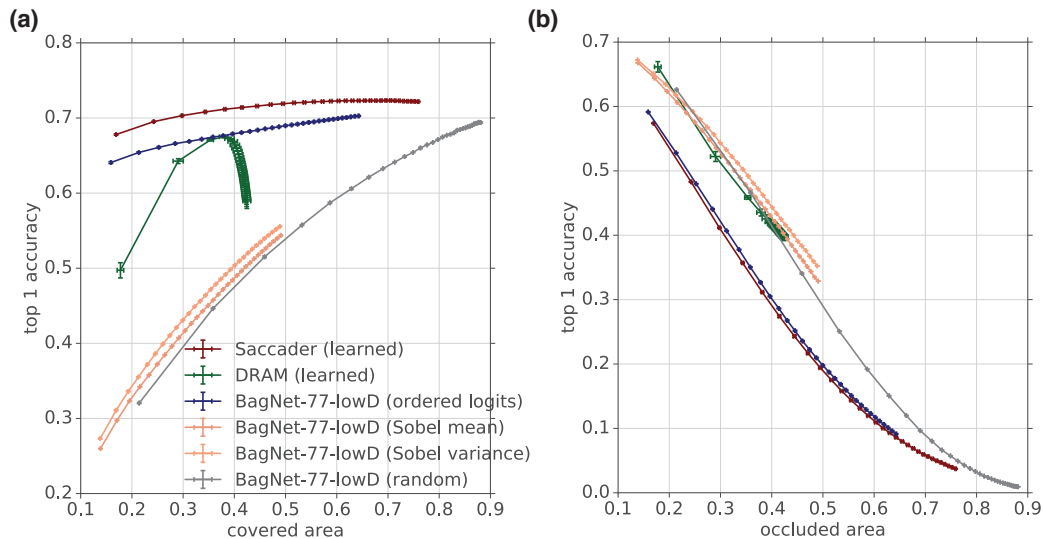 (a)
0.8
0.7
0.6
0.5
0.4
0.3
0.2
top 1 accuracy
0.1 0.2 0.3 0.4 0.5 0.6 0.7 0.8 0.9
covered area
Saccader (learned)
DRAM (learned)
BagNet-77-lowD (ordered logits)
BagNet-77-lowD (Sobel mean)
BagNet-77-lowD (Sobel variance)
BagNet-77-lowD (random)
(b)
0.7
0.6
0.5
0.4
0.3
0.2
0.1
0.0
top 1 accuracy
0.1 0.2 0.3 0.4 0.5 0.6 0.7 0.8 0.9
occluded area